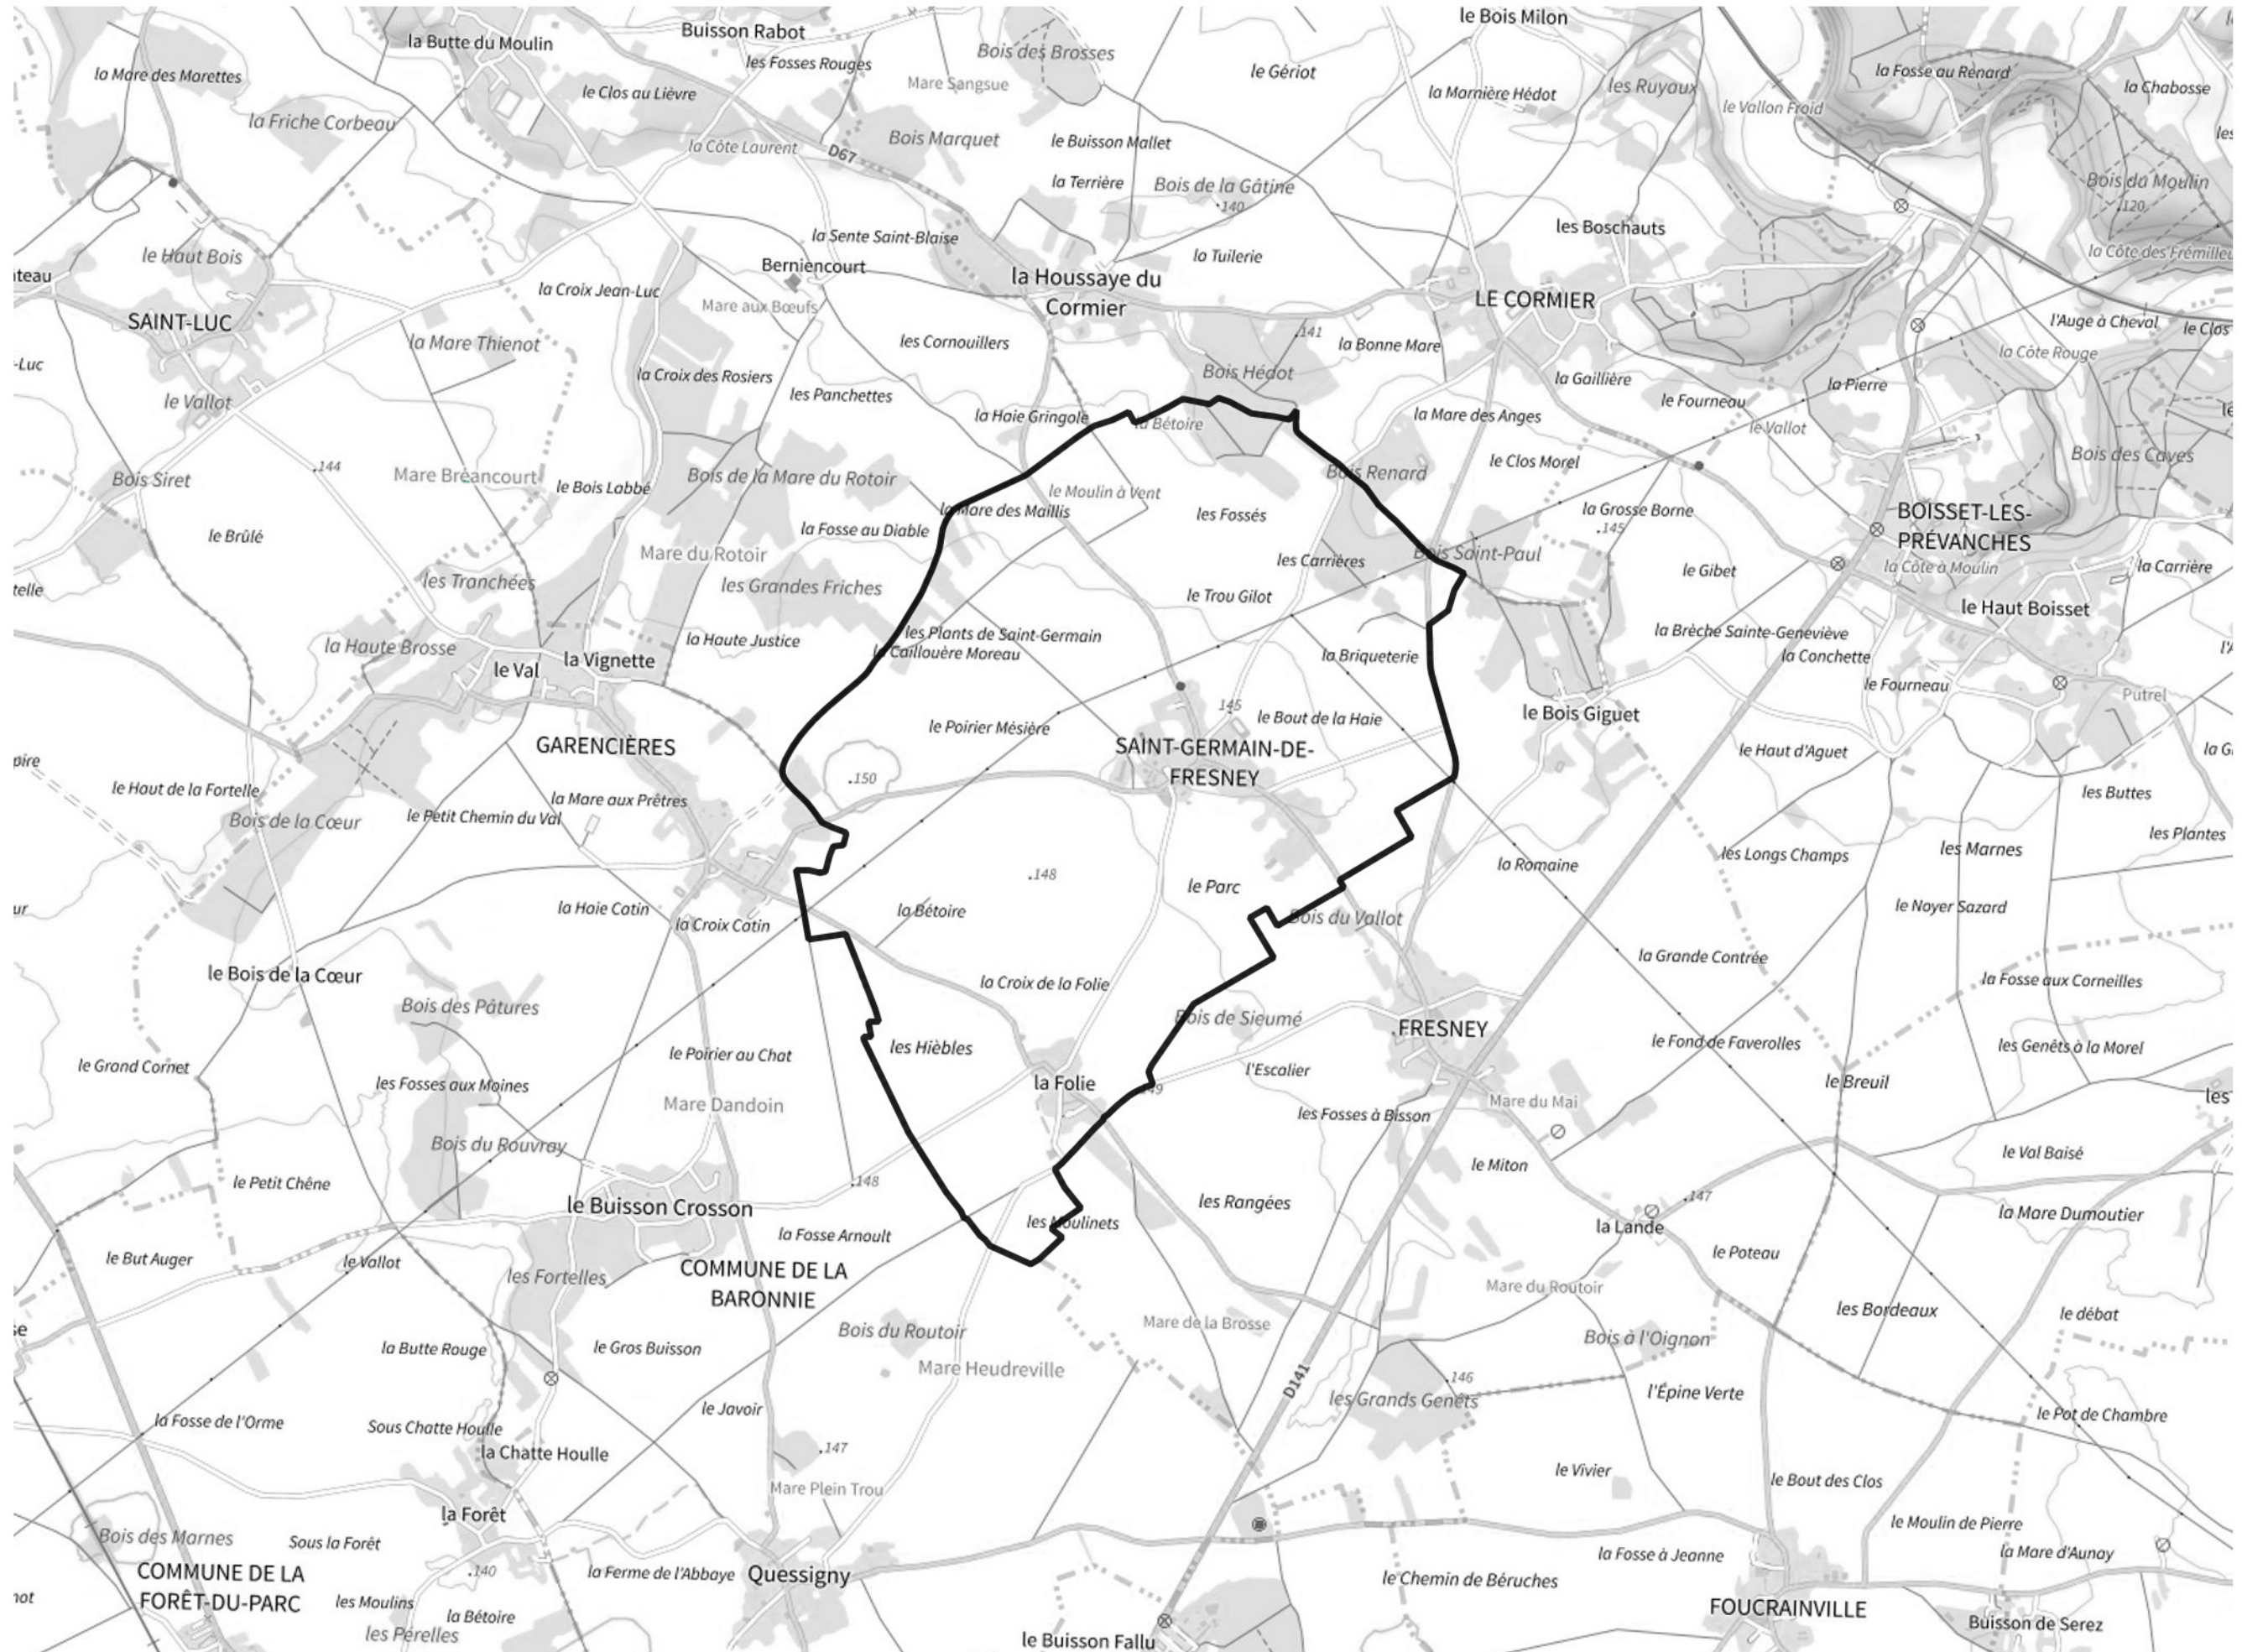 le Bois Milon
Buisson Rabot
la Butte du Moulin
Bois des Brosses
les Fosses Rouges
le Gériot
la Mare des Marettes
Mare Sangsue
la Fosse au Renard
la Chabosse
les Ruyaux
la Marnière Hédot
le Clos au Lièvre
le Vallon Froid
la Friche Corbeau
Bois Marquet
le Buisson Mallet
la Côte Laurent
D67
la Terrière
Bois de la Gâtine
140
Bois du Moulin
120
les Boschauts
la Sente Saint-Blaise
la Tuilerie
le Haut Bois
la Côte des Frémilleu
Berniencourt
la Houssaye du
Cormier
LE CORMIER
la Croix Jean-Luc
Mare aux Bœufs
SAINT-LUC
l'Auge à Cheval
le Clos
141
la Bonne Mare
les Cornouillers
la Mare Thienot
la Côte Rouge
-Luc
Bois Hédot
la Croix des Rosiers
la Gaillière
la Pierre
les Panchettes
le Fourneau
le Vallot
la Haie Gringole
la Bétoire
la Mare des Anges
le Vallot
144
Bois Siret
Mare Bréancourt
Bois de la Mare du Rotoir
Bois Renard
le Clos Morel
Bois des Caves
le Bois Labbé
le Moulin à Vent
la Mare des Maillis
les Fossés
la Grosse Borne
145
BOISSET-LES-
PRÉVANCHES
la Fosse au Diable
le Brûlé
Mare du Rotoir
Bois Saint-Paul
les Carrières
le Gibet
la Côte à Moulin
la Carrière
telle
les Tranchées
les Grandes Friches
le Trou Gilot
le Haut Boisset
la Haute Brosse
la Haute Justice
les Plants de Saint-Germain
la Caillouère Moreau
la Briqueterie
la Brèche Sainte-Geneviève
la Conchette
le Val
la Vignette
le Fourneau
Putrel
145
le Bout de la Haie
le Bois Giguet
le Poirier Mésière
GARENCIÈRES
SAINT-GERMAIN-DE-
FRESNEY
le Haut d'Aguet
pire
150
le Haut de la Fortelle
les Buttes
la Mare aux Prêtres
le Petit Chemin du Val
Bois de la Cœur
les Plantes
les Longs Champs
les Marnes
la Romaine
148
le Parc
ur
la Haie Catin
la Croix Catin
la Bétoire
Bois du Vallot
le Noyer Sazard
la Grande Contrée
le Bois de la Cœur
la Croix de la Folie
la Fosse aux Corneilles
Bois des Pâtures
Bois de Sieumé
FRESNEY
le Poirier au Chat
les Hièbles
le Fond de Faverolles
les Genêts à la Morel
le Grand Cornet
les Fosses aux Moines
l'Escalier
la Folie
le Breuil
les
Mare Dandoin
Mare du Mai
les Fosses à Bisson
Bois du Rouvray
le Val Baisé
le Miton
le Petit Chêne
148
147
le Buisson Crosson
les Rangées
les Moulinets
la Lande
la Mare Dumoutier
la Fosse Arnoult
le But Auger
le Vallot
le Poteau
les Fortelles
COMMUNE DE LA
BARONNIE
Mare du Routoir
les Bordeaux
le débat
Mare de la Brosse
Bois du Routoir
Bois à l'Oignon
la Butte Rouge
le Gros Buisson
Mare Heudreville
D141
146
les Grands Genêts
l'Épine Verte
le Javoir
la Fosse de l'Orme
Sous Chatte Houlle
le Pot de Chambre
la Chatte Houlle
147
le Vivier
le Bout des Clos
Mare Plein Trou
la Forêt
le Moulin de Pierre
Bois des Marnes
Sous la Forêt
la Fosse à Jeanne
la Mare d'Aunay
COMMUNE DE LA
FORÊT-DU-PARC
140
la Ferme de l'Abbaye
Quessigny
le Chemin de Béruches
les Moulins
la Bétoire
les Pérelles
FOUCRAINVILLE
Buisson de Serez
le Buisson Fallu